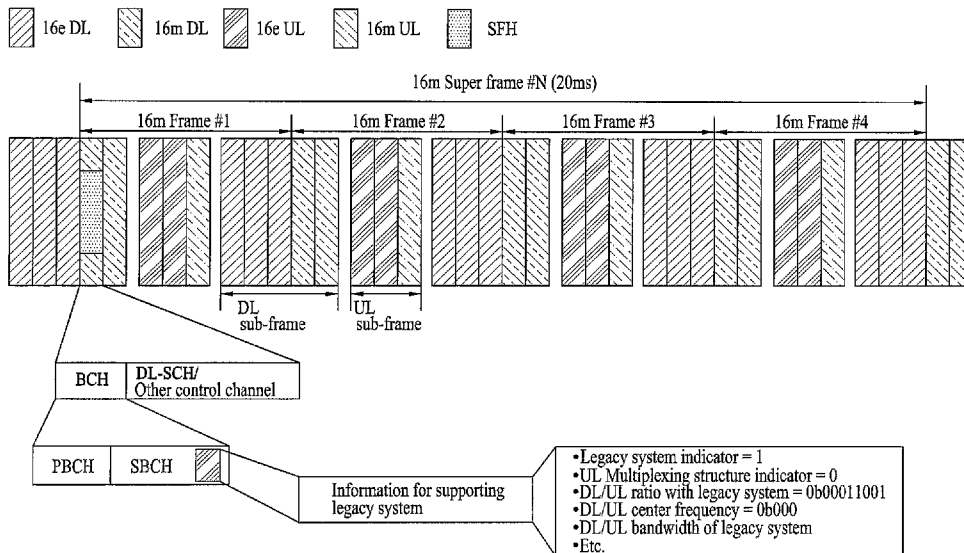 16e DL
16m DL
16e UL
16m UL
SFH
16m Super frame #N (20ms)
16m Frame #1
16m Frame #2
16m Frame #3
16m Frame #4
DL
sub-frame
UL
sub-frame
BCH
DL-SCH/
Other control channel
PBCH
SBCH
Information for supporting
legacy system
•Legacy system indicator = 1
•UL Multiplexing structure indicator = 0
•DL/UL ratio with legacy system = 0b00011001
•DL/UL center frequency = 0b000
•DL/UL bandwidth of legacy system
•Etc.